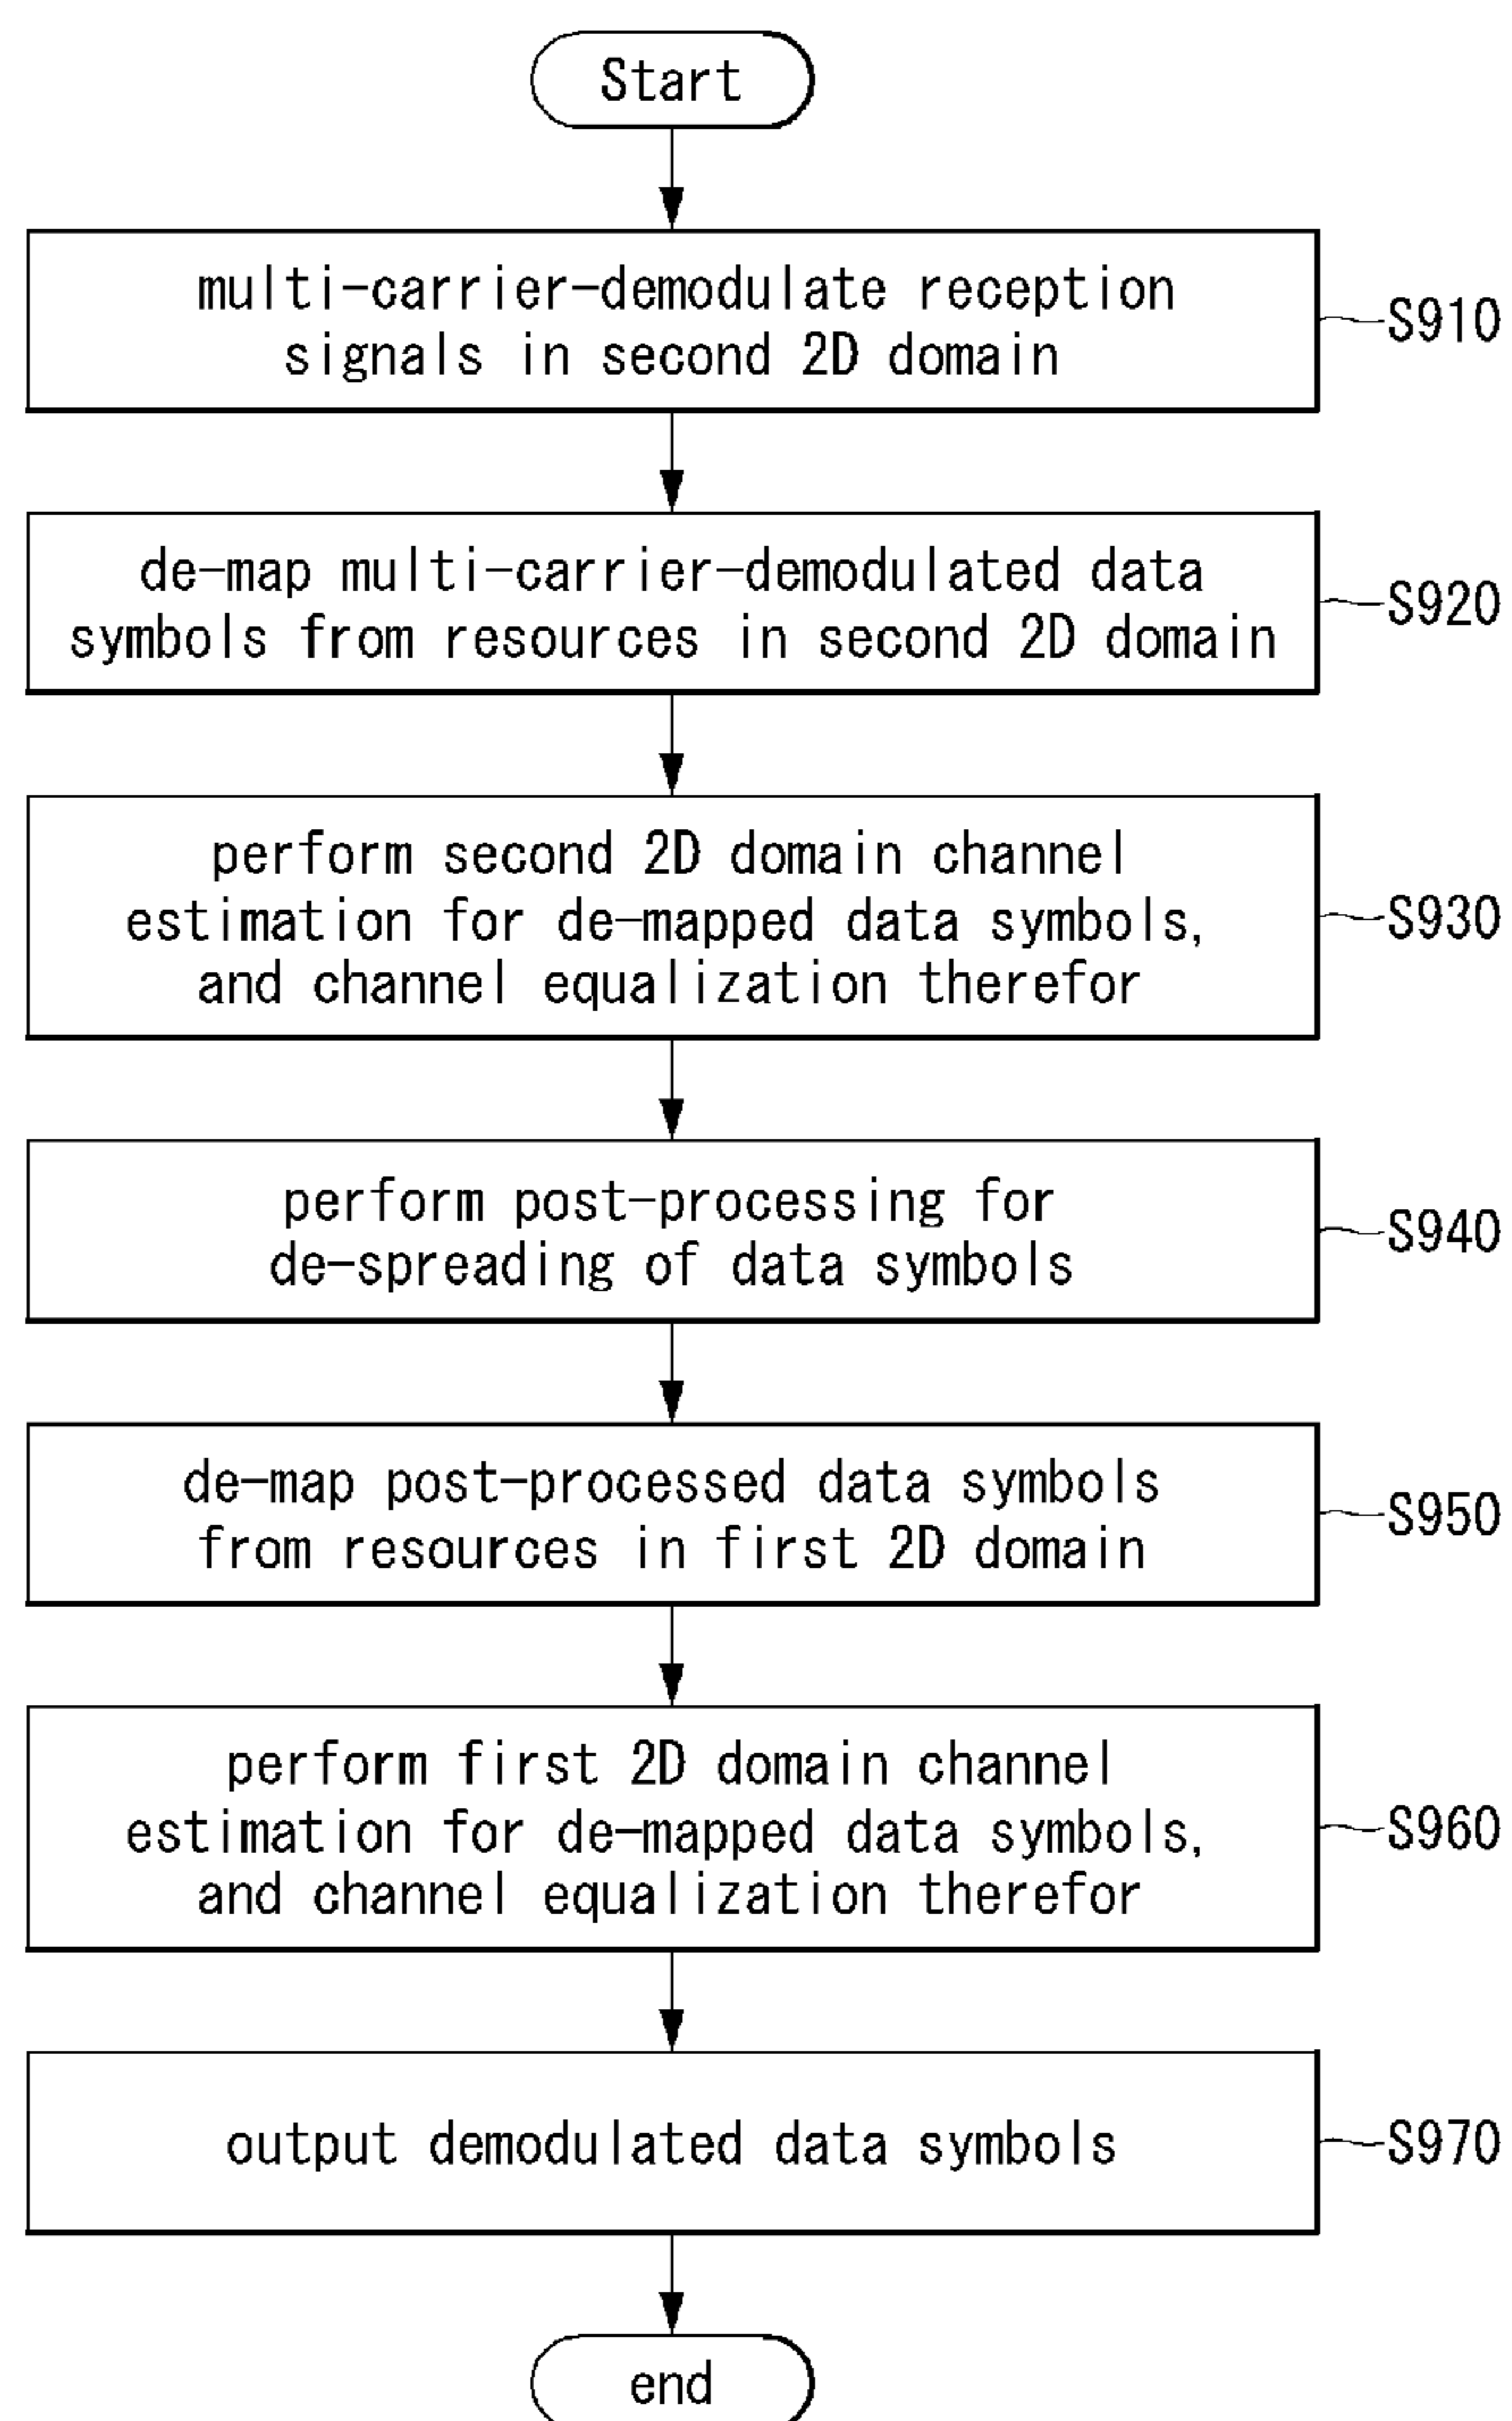 Start
multi-carrier-demodulate reception
signals in second 2D domain
S910
de-map multi-carrier-demodulated data
symbols from resources in second 2D domain
S920
perform second 2D domain channel
estimation for de-mapped data symbols,
and channel equalization therefor
S930
perform post-processing for
de-spreading of data symbols
S940
de-map post-processed data symbols
from resources in first 2D domain
S950
perform first 2D domain channel
estimation for de-mapped data symbols,
and channel equalization therefor
S960
output demodulated data symbols
S970
end